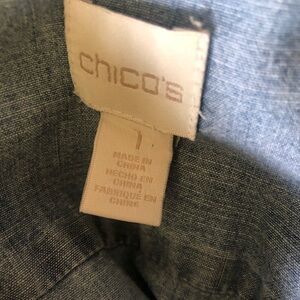 chico's
1
MADE IN
CHINA
HECHO EN
CHINA
FABRIQUÉ EN
CHINE